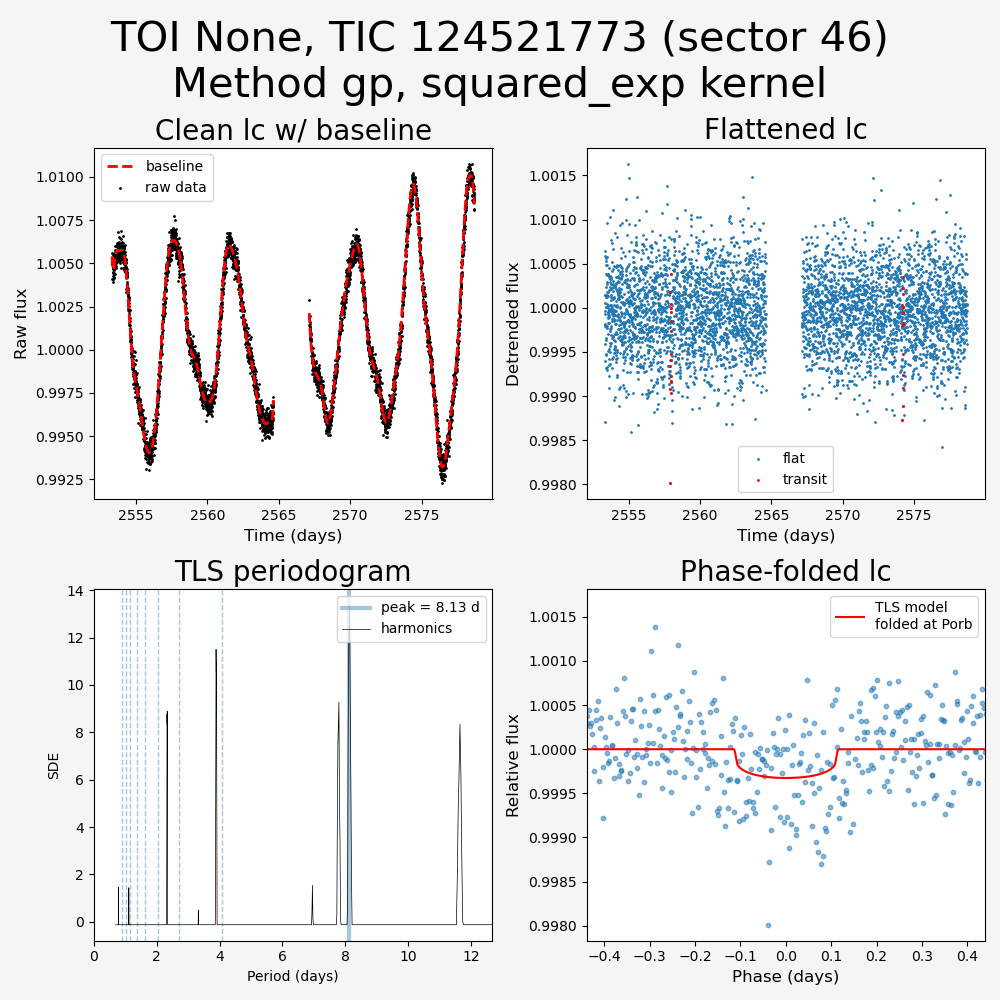 TOI None, TIC 124521773 (sector 46)
Method gp, squared_exp kernel
Clean lc w/ baseline
baseline
raw data
1.0100
1.0075
1.0050
1.0025
1.0000
0.9975
0.9950
0.9925
Raw flux
2555
2560
2565
2570
2575
Time (days)
Flattened lc
1.0015
1.0010
1.0005
1.0000
0.9995
0.9990
0.9985
0.9980
Detrended flux
flat
transit
2555
2560
2565
2570
2575
Time (days)
TLS periodogram
peak = 8.13 d
harmonics
14
12
10
8
6
4
2
0
SDE
0
2
4
6
8
10
12
Period (days)
Phase-folded lc
TLS model
folded at Porb
1.0015
1.0010
1.0005
1.0000
0.9995
0.9990
0.9985
0.9980
Relative flux
−0.4
−0.3
−0.2
−0.1
0.0
0.1
0.2
0.3
0.4
Phase (days)